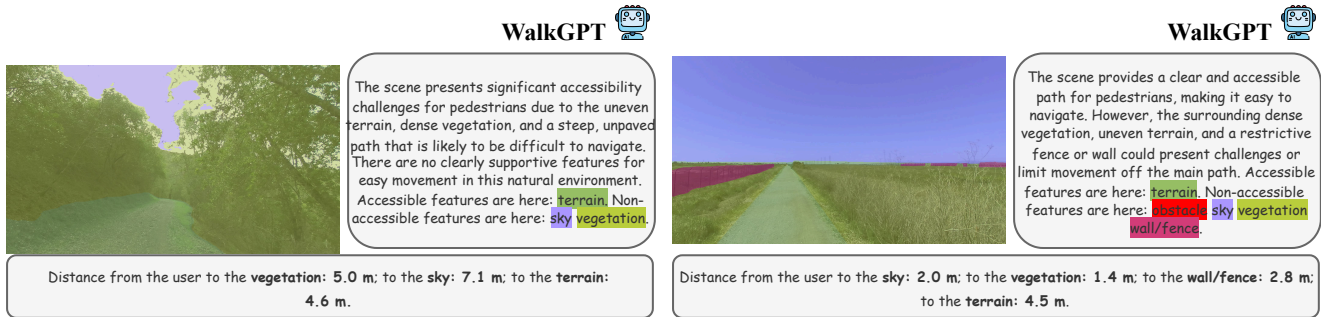 WalkGPT
The scene presents significant accessibility
challenges for pedestrians due to the uneven
terrain, dense vegetation, and a steep, unpaved
path that is likely to be difficult to navigate.
There are no clearly supportive features for
easy movement in this natural environment.
Accessible features are here: terrain. Non-
accessible features are here: sky vegetation.
Distance from the user to the vegetation: 5.0 m; to the sky: 7.1 m; to the terrain:
4.6 m.
WalkGPT
The scene provides a clear and accessible
path for pedestrians, making it easy to
navigate. However, the surrounding dense
vegetation, uneven terrain, and a restrictive
fence or wall could present challenges or
limit movement off the main path. Accessible
features are here: terrain. Non-accessible
features are here: obstacle sky vegetation
wall/fence.
Distance from the user to the sky: 2.0 m; to the vegetation: 1.4 m; to the wall/fence: 2.8 m;
to the terrain: 4.5 m.